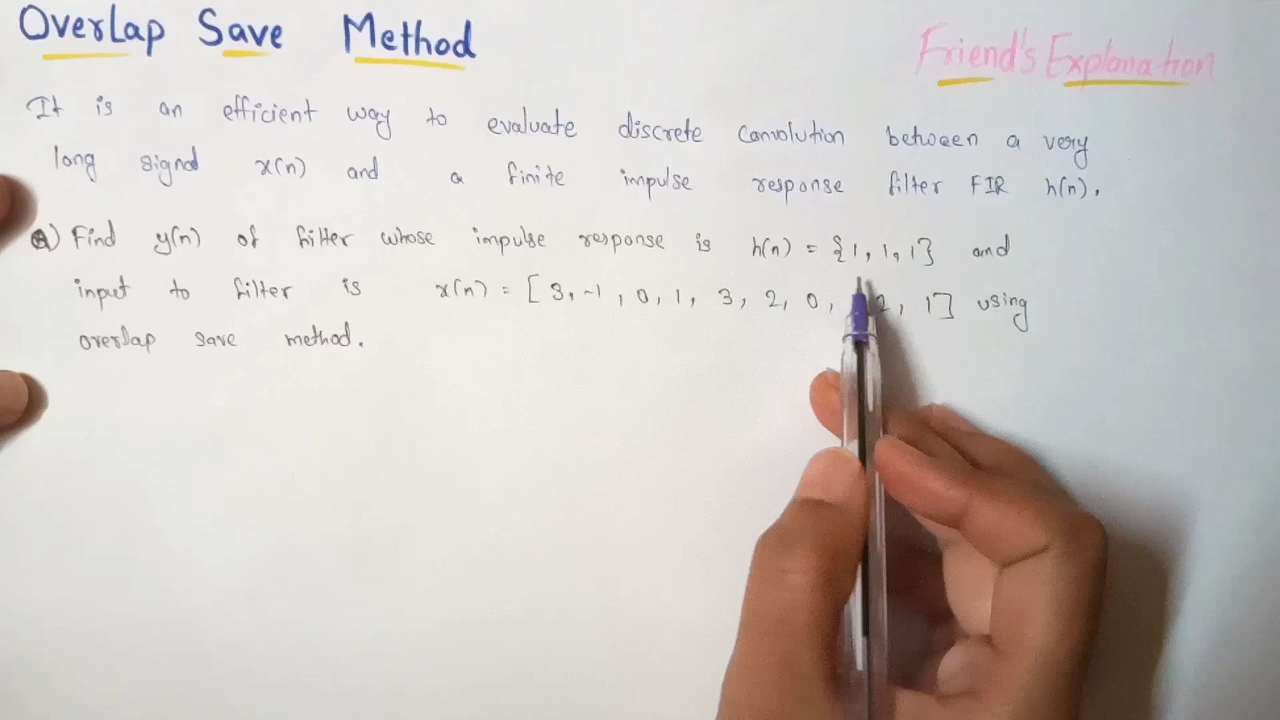 Overlap Save Method
Friend's Explanation
It is an efficient way to evaluate discrete convolution between a very
long signal x(n) and a finite impulse response filter FIR h(n).
Q) Find y(n) of filter whose impulse response is h(n) = {1, 1, 1} and
input to filter is x(n) = [3, -1, 0, 1, 3, 2, 0, 2, 1] using
overlap save method.